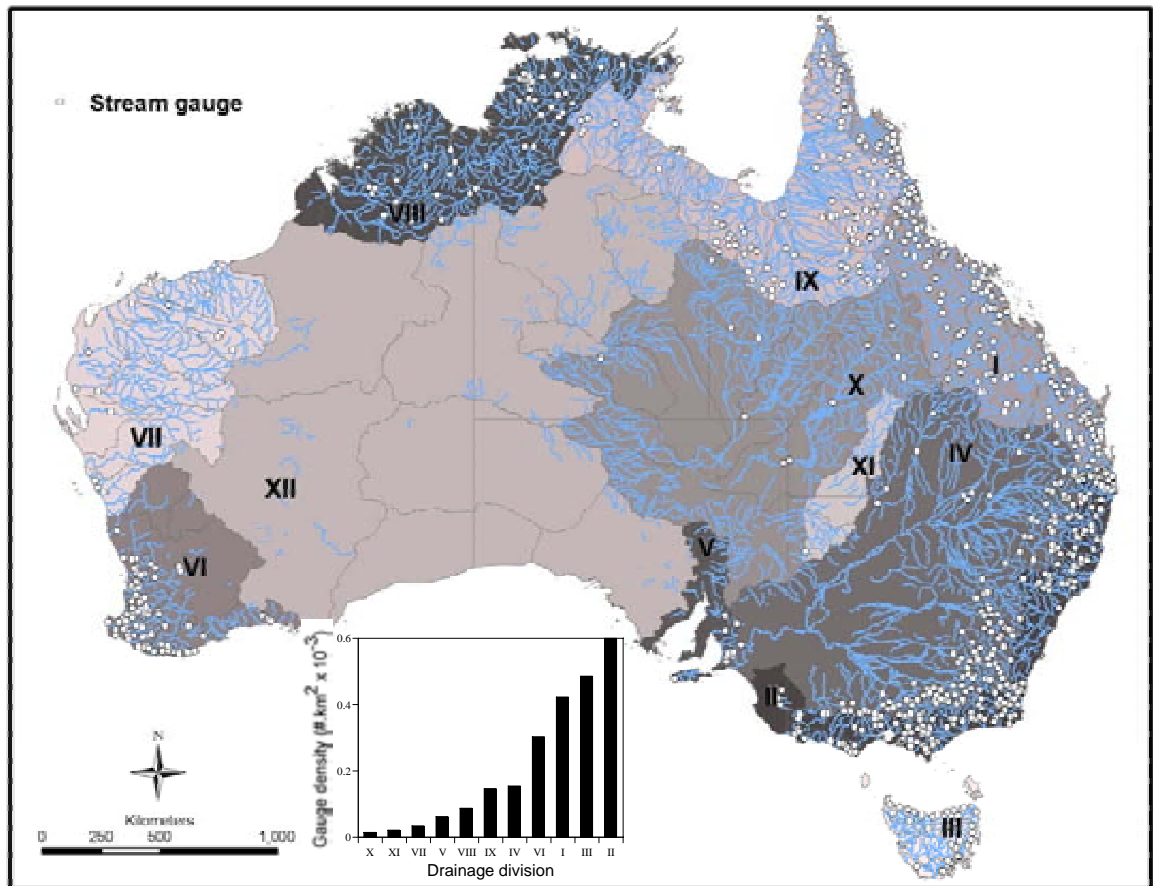 Stream gauge
VIII
IX
I
X
VII
IV
XI
XII
V
VI
II
III
N
Kilometers
0 250 500 1,000
Gauge density (#.km² x 10⁻³)
0.6
0.4
0.2
0
X XI VII V VIII IX IV VI I III II
Drainage division